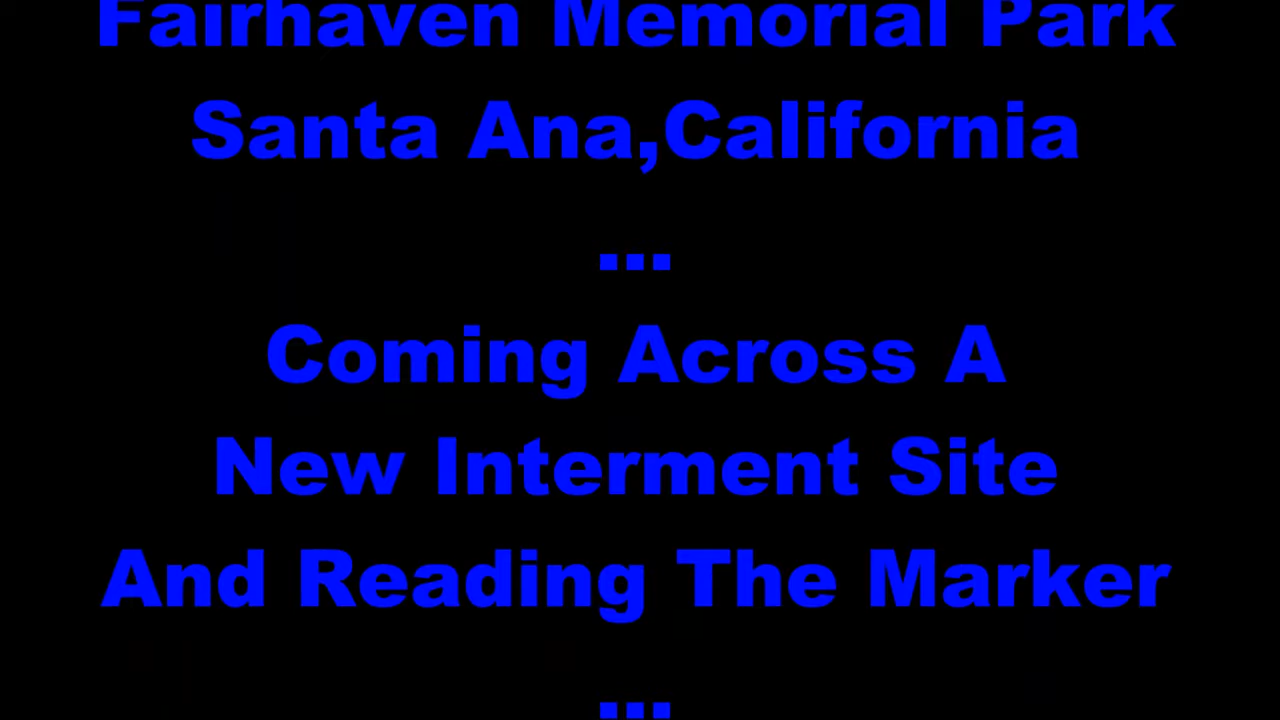 Fairhaven Memorial Park
Santa Ana,California
...
Coming Across A
New Interment Site
And Reading The Marker
...